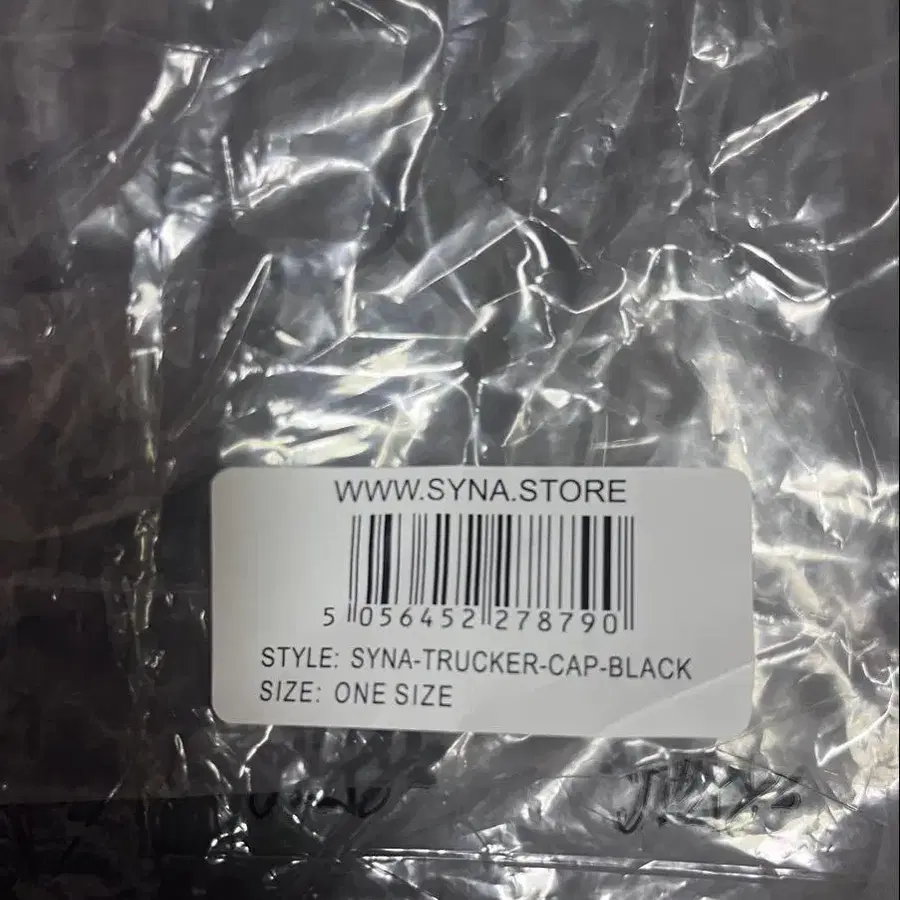 WWW.SYNA.STORE
5 056452 278790
STYLE: SYNA-TRUCKER-CAP-BLACK
SIZE: ONE SIZE